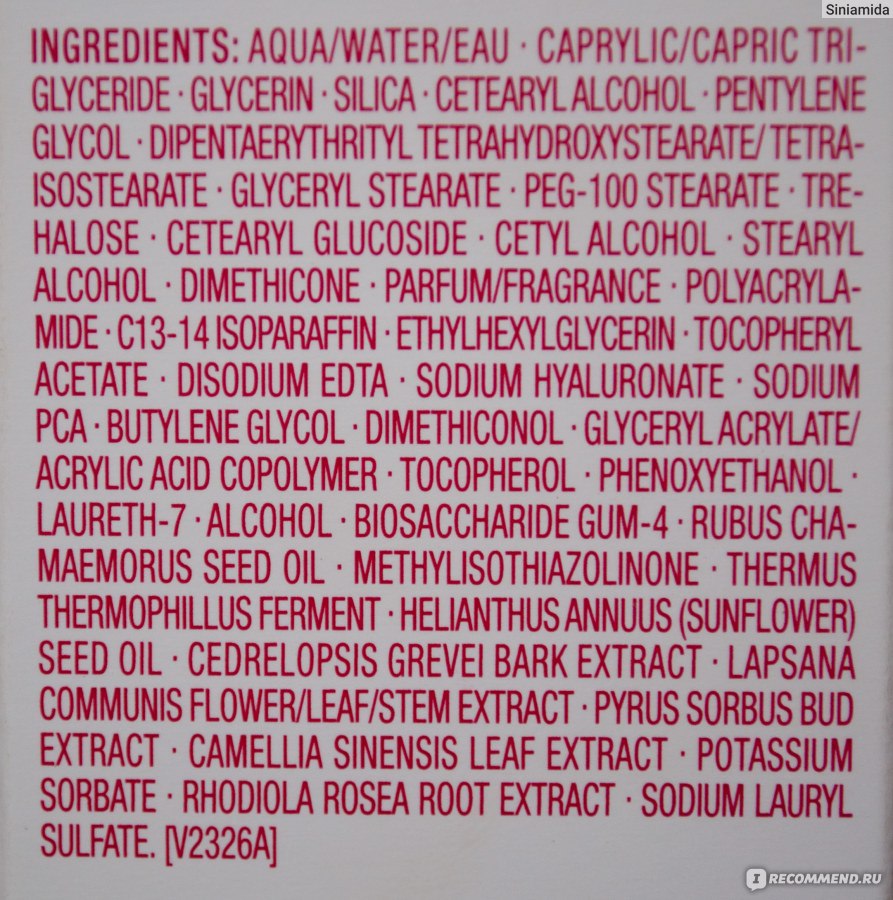 Siniamida
INGREDIENTS: AQUA/WATER/EAU · CAPRYLIC/CAPRIC TRI-
GLYCERIDE · GLYCERIN · SILICA · CETEARYL ALCOHOL · PENTYLENE
GLYCOL · DIPENTAERYTHRITYL TETRAHYDROXYSTEARATE/ TETRA-
ISOSTEARATE · GLYCERYL STEARATE · PEG-100 STEARATE · TRE-
HALOSE · CETEARYL GLUCOSIDE · CETYL ALCOHOL · STEARYL
ALCOHOL · DIMETHICONE · PARFUM/FRAGRANCE · POLYACRYLA-
MIDE · C13-14 ISOPARAFFIN · ETHYLHEXYLGLYCERIN · TOCOPHERYL
ACETATE · DISODIUM EDTA · SODIUM HYALURONATE · SODIUM
PCA · BUTYLENE GLYCOL · DIMETHICONOL · GLYCERYL ACRYLATE/
ACRYLIC ACID COPOLYMER · TOCOPHEROL · PHENOXYETHANOL ·
LAURETH-7 · ALCOHOL · BIOSACCHARIDE GUM-4 · RUBUS CHA-
MAEMORUS SEED OIL · METHYLISOTHIAZOLINONE · THERMUS
THERMOPHILLUS FERMENT · HELIANTHUS ANNUUS (SUNFLOWER)
SEED OIL · CEDRELOPSIS GREVEI BARK EXTRACT · LAPSANA
COMMUNIS FLOWER/LEAF/STEM EXTRACT · PYRUS SORBUS BUD
EXTRACT · CAMELLIA SINENSIS LEAF EXTRACT · POTASSIUM
SORBATE · RHODIOLA ROSEA ROOT EXTRACT · SODIUM LAURYL
SULFATE. [V2326A]
IRECOMMEND.RU